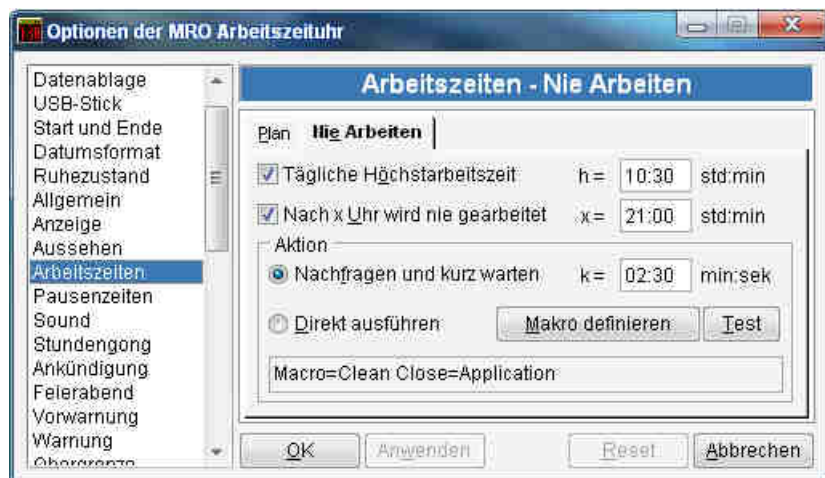 Optionen der MRO Arbeitszeituhr
Datenablage
USB-Stick
Start und Ende
Datumsformat
Ruhezustand
Allgemein
Anzeige
Aussehen
Arbeitszeiten
Pausenzeiten
Sound
Stundengong
Ankündigung
Feierabend
Vorwarnung
Warnung
Obergrenze
Arbeitszeiten - Nie Arbeiten
Plan Nie Arbeiten
Tägliche Höchstarbeitszeit h = 10:30 std:min
Nach x Uhr wird nie gearbeitet x = 21:00 std:min
Aktion
Nachfragen und kurz warten k = 02:30 min:sek
Direkt ausführen Makro definieren Test
Macro=Clean Close=Application
OK Anwenden Reset Abbrechen